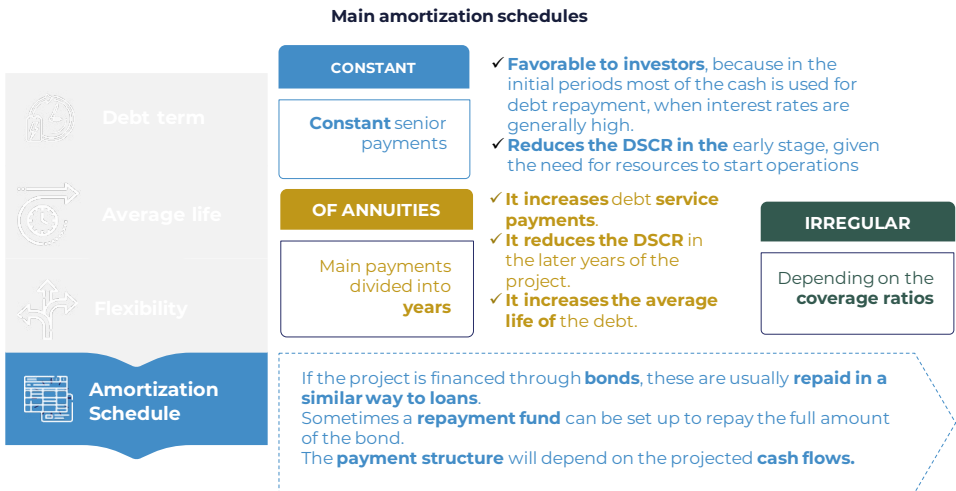 Main amortization schedules
Debt term
Average life
Flexibility
Amortization
Schedule
CONSTANT
Constant senior
payments
✓ Favorable to investors, because in the
initial periods most of the cash is used for
debt repayment, when interest rates are
generally high.
✓ Reduces the DSCR in the early stage, given
the need for resources to start operations
OF ANNUITIES
Main payments
divided into
years
✓ It increases debt service
payments.
✓ It reduces the DSCR in
the later years of the
project.
✓ It increases the average
life of the debt.
IRREGULAR
Depending on the
coverage ratios
If the project is financed through bonds, these are usually repaid in a
similar way to loans.
Sometimes a repayment fund can be set up to repay the full amount
of the bond.
The payment structure will depend on the projected cash flows.